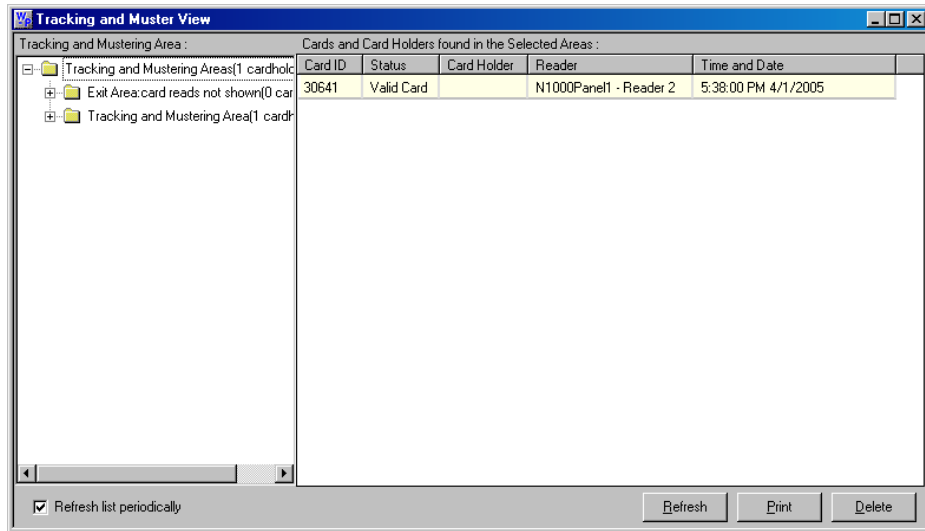 WP Tracking and Muster View
Tracking and Mustering Area :
Cards and Card Holders found in the Selected Areas :
Tracking and Mustering Areas(1 cardholc
Exit Area:card reads not shown(0 car
Tracking and Mustering Area(1 cardh
Card ID Status Card Holder Reader Time and Date
30641 Valid Card N1000Panel1 - Reader 2 5:38:00 PM 4/1/2005
Refresh list periodically
Refresh Print Delete